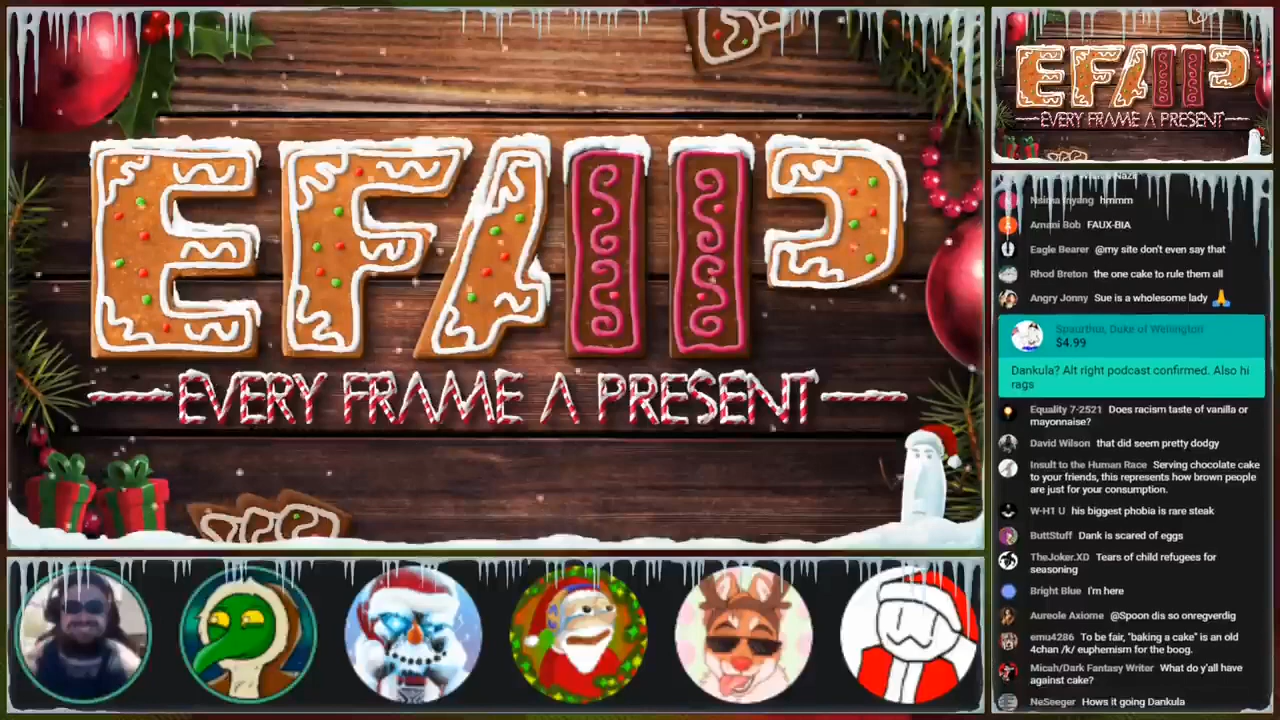 EFAP
EVERY FRAME A PRESENT
EFAP
EVERY FRAME A PRESENT
hmmm
Amani Bob FAUX-BIA
Eagle Bearer @my site don't even say that
Rhod Breton the one cake to rule them all
Angry Jonny Sue is a wholesome lady 🙏
Duke of Wellington
$4.99
Dankula? Alt right podcast confirmed. Also hi
rags
Equality 7-2521 Does racism taste of vanilla or
mayonnaise?
David Wilson that did seem pretty dodgy
Insult to the Human Race Serving chocolate cake
to your friends, this represents how brown people
are just for your consumption.
W-H1 U his biggest phobia is rare steak
ButtStuff Dank is scared of eggs
TheJoker.XD Tears of child refugees for
seasoning
Bright Blue I'm here
Aureole Axiome @Spoon dis so onregverdig
emu4286 To be fair, "baking a cake" is an old
4chan /k/ euphemism for the boog.
Micah/Dark Fantasy Writer What do y'all have
against cake?
NeSeeger Hows it going Dankula